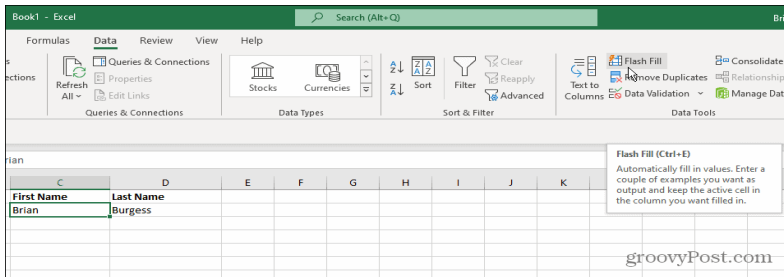 Book1 - Excel
Search (Alt+Q)
Formulas Data Review View Help
Queries & Connections
Properties
Edit Links
Refresh
All
Queries & Connections
Stocks
Currencies
Data Types
Sort
Filter
Clear
Reapply
Advanced
Sort & Filter
Text to
Columns
Flash Fill
Remove Duplicates
Data Validation
Consolidate
Relationship
Manage Dat
Data Tools
rian
Flash Fill (Ctrl+E)
Automatically fill in values. Enter a
couple of examples you want as
output and keep the active cell in
the column you want filled in.
C D E F G H I J K
First Name Last Name
Brian Burgess
groovyPost.com